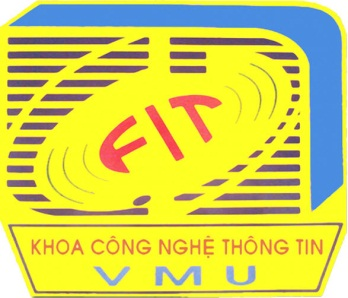 FIT
KHOA CÔNG NGHỆ THÔNG TIN
VMU